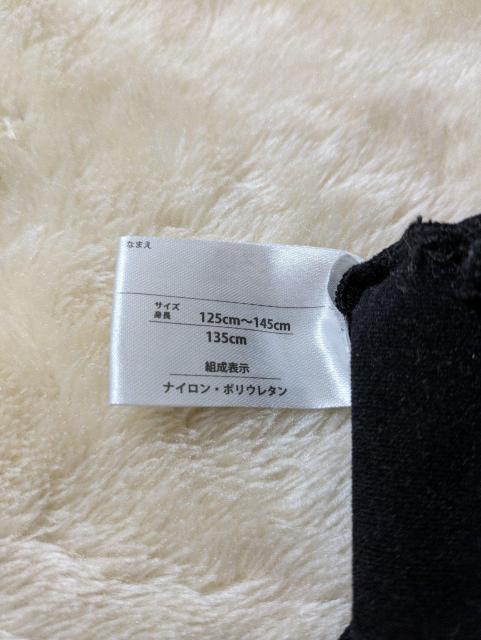 なまえ
サイズ
身長 125cm～145cm
135cm
組成表示
ナイロン・ポリウレタン